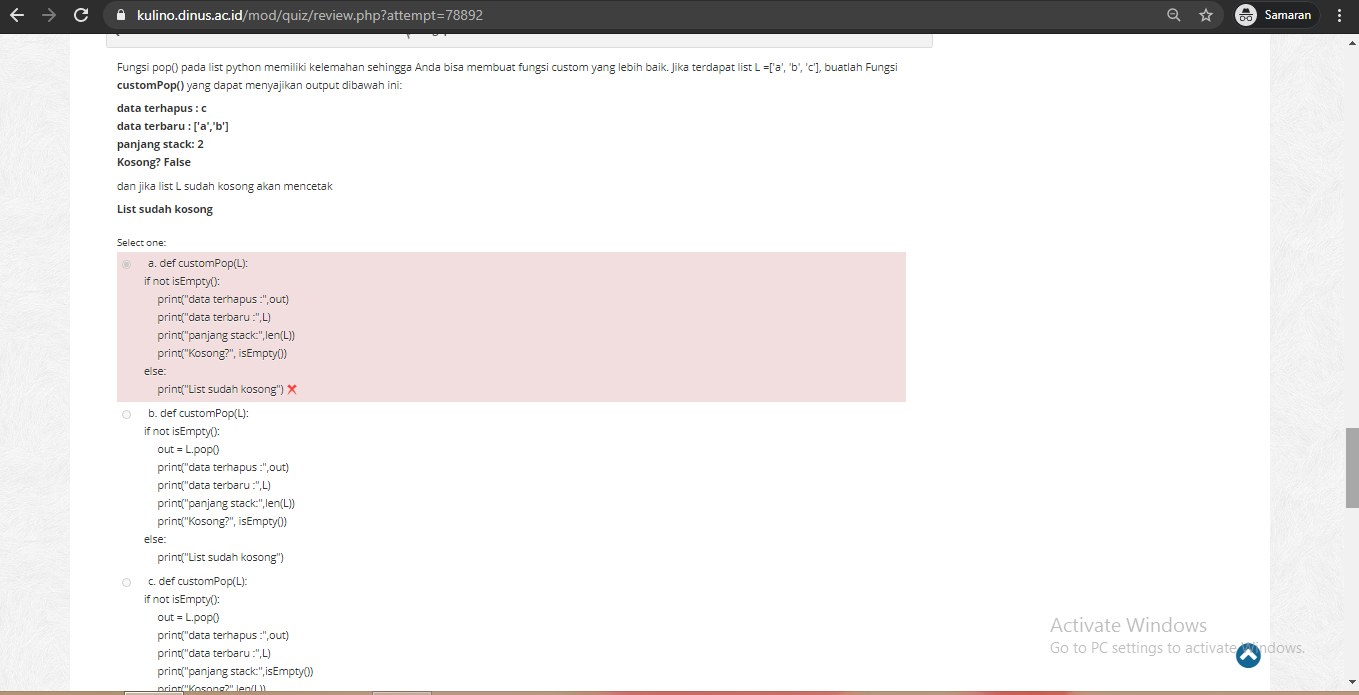 kulino.dinus.ac.id/mod/quiz/review.php?attempt=78892
Samaran
Fungsi pop() pada list python memiliki kelemahan sehingga Anda bisa membuat fungsi custom yang lebih baik. Jika terdapat list L =['a', 'b', 'c'], buatlah Fungsi
customPop() yang dapat menyajikan output dibawah ini:
data terhapus : c
data terbaru : ['a','b']
panjang stack: 2
Kosong? False
dan jika list L sudah kosong akan mencetak
List sudah kosong
Select one:
a. def customPop(L):
if not isEmpty():
print("data terhapus :",out)
print("data terbaru :",L)
print("panjang stack:",len(L))
print("Kosong?", isEmpty())
else:
print("List sudah kosong")
b. def customPop(L):
if not isEmpty():
out = L.pop()
print("data terhapus :",out)
print("data terbaru :",L)
print("panjang stack:",len(L))
print("Kosong?", isEmpty())
else:
print("List sudah kosong")
c. def customPop(L):
if not isEmpty():
out = L.pop()
print("data terhapus :",out)
print("data terbaru :",L)
print("panjang stack:",isEmpty())
print("Kosong?",len(L))
Activate Windows
Go to PC settings to activate Windows.